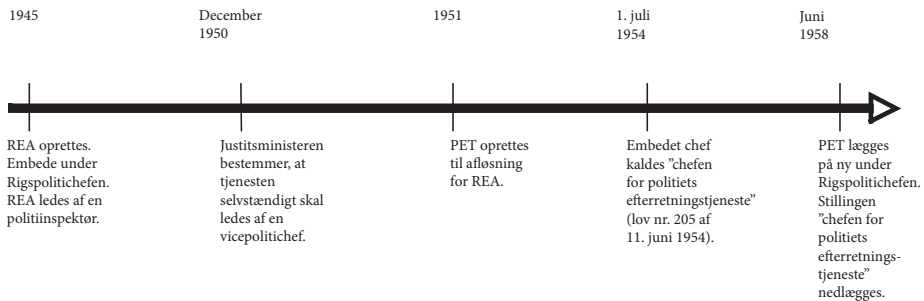 1945
December
1950
1951
1. juli
1954
Juni
1958
REA oprettes.
Embede under
Rigspolitichefen.
REA ledes af en
politiinspektør.
Justitsministeren
bestemmer, at
tjenesten
selvstændigt skal
ledes af en
vicepolitichef.
PET oprettes
til afløsning
for REA.
Embedet chef
kaldes ”chefen
for politiets
efterretningstjeneste”
(lov nr. 205 af
11. juni 1954).
PET lægges
på ny under
Rigspolitichefen.
Stillingen
”chefen for
politiets
efterretnings-
tjeneste”
nedlægges.